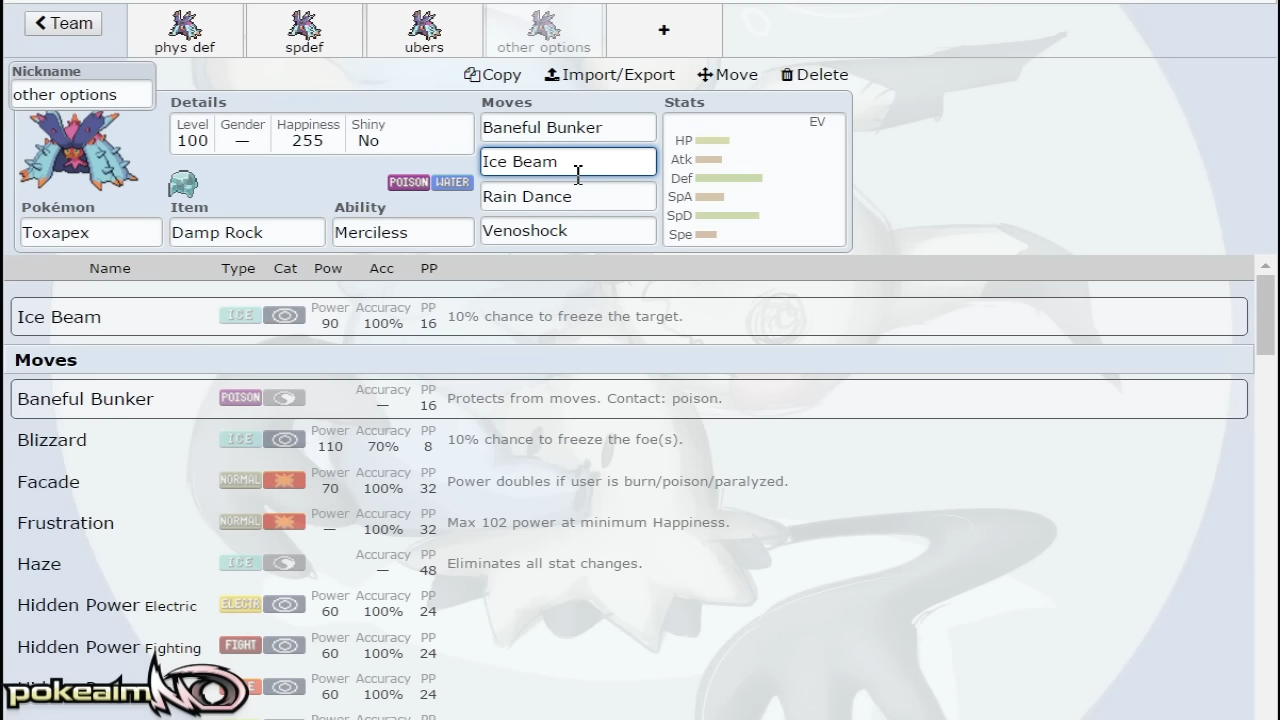 Team
phys def
spdef
ubers
other options
+
Nickname
other options
Copy
Import/Export
Move
Delete
Details
Level
100
Gender
—
Happiness
255
Shiny
No
POISON
WATER
Pokémon
Toxapex
Item
Damp Rock
Ability
Merciless
Moves
Baneful Bunker
Ice Beam
Rain Dance
Venoshock
Stats
EV
HP
Atk
Def
SpA
SpD
Spe
Name Type Cat Pow Acc PP
Ice Beam ICE Power 90 Accuracy 100% PP 16 10% chance to freeze the target.
Moves
Baneful Bunker POISON Accuracy — PP 16 Protects from moves. Contact: poison.
Blizzard ICE Power 110 Accuracy 70% PP 8 10% chance to freeze the foe(s).
Facade NORMAL Power 70 Accuracy 100% PP 32 Power doubles if user is burn/poison/paralyzed.
Frustration NORMAL Power — Accuracy 100% PP 32 Max 102 power at minimum Happiness.
Haze ICE Accuracy — PP 48 Eliminates all stat changes.
Hidden Power Electric ELECTR Power 60 Accuracy 100% PP 24
Hidden Power Fighting FIGHT Power 60 Accuracy 100% PP 24
Power 60 Accuracy 100% PP 24
Power Accuracy PP
pokeaimMD